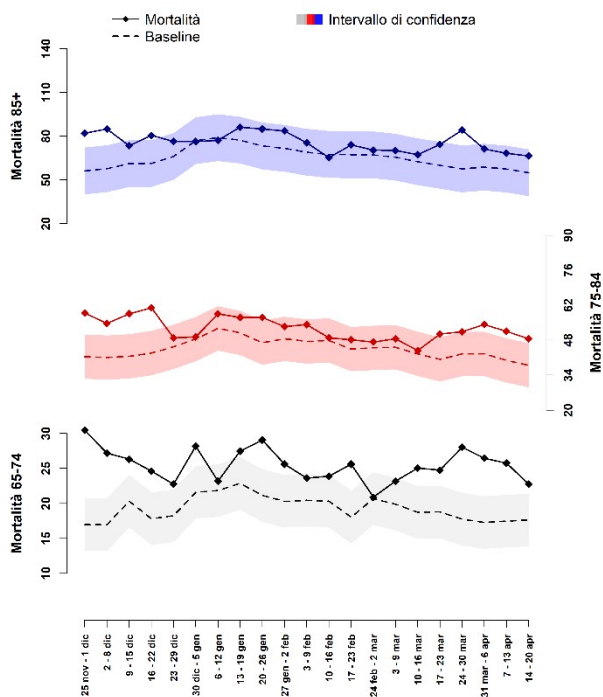 Mortalità
Baseline
Intervallo di confidenza
Mortalità 85+
140
110
80
50
20
Mortalità 75-84
90
76
62
48
34
20
Mortalità 65-74
30
25
20
15
10
25 nov - 1 dic
2 - 8 dic
9 - 15 dic
16 - 22 dic
23 - 29 dic
30 dic - 5 gen
6 - 12 gen
13 - 19 gen
20 - 26 gen
27 gen - 2 feb
3 - 9 feb
10 - 16 feb
17 - 23 feb
24 feb - 2 mar
3 - 9 mar
10 - 16 mar
17 - 23 mar
24 - 30 mar
31 mar - 6 apr
7 - 13 apr
14 - 20 apr